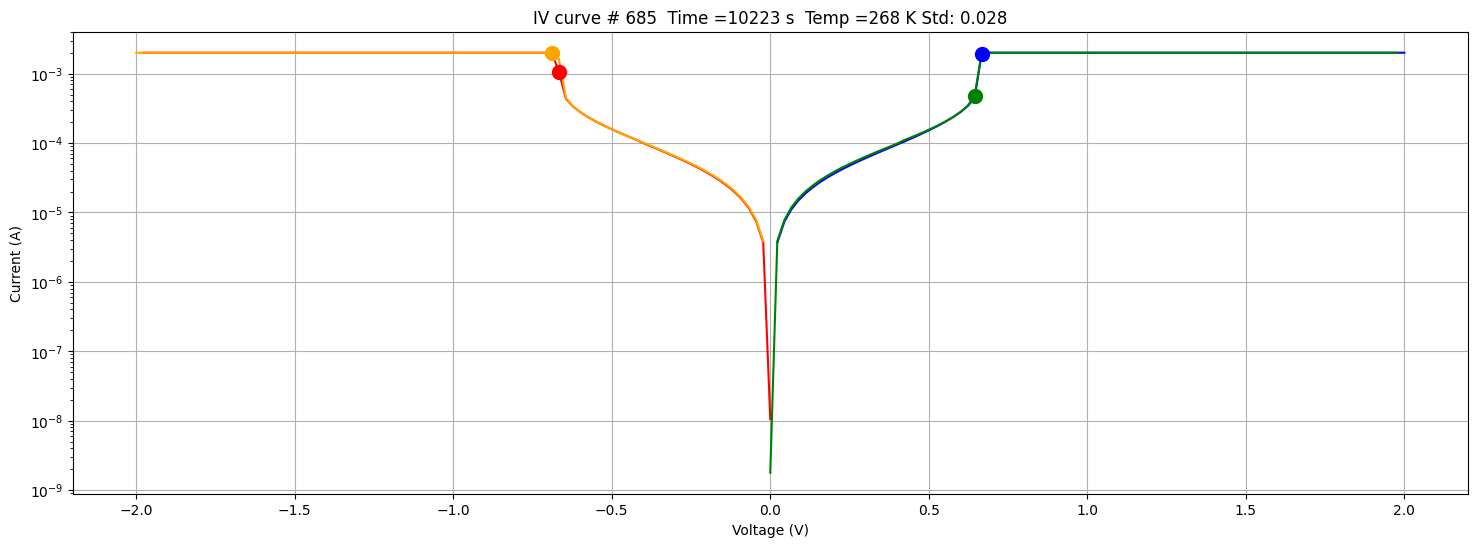 IV curve # 685  Time =10223 s  Temp =268 K Std: 0.028
Current (A)
10⁻³
10⁻⁴
10⁻⁵
10⁻⁶
10⁻⁷
10⁻⁸
10⁻⁹
−2.0 −1.5 −1.0 −0.5 0.0 0.5 1.0 1.5 2.0
Voltage (V)